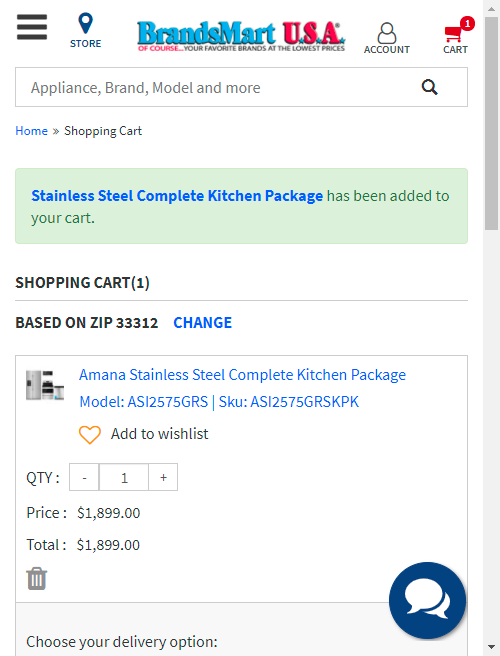 STORE
BrandsMart U.S.A.
OF COURSE...YOUR FAVORITE BRANDS AT THE LOWEST PRICES
ACCOUNT
1
CART
Appliance, Brand, Model and more
Home » Shopping Cart
Stainless Steel Complete Kitchen Package has been added to
your cart.
SHOPPING CART(1)
BASED ON ZIP 33312 CHANGE
Amana Stainless Steel Complete Kitchen Package
Model: ASI2575GRS | Sku: ASI2575GRSKPK
Add to wishlist
QTY : - 1 +
Price : $1,899.00
Total : $1,899.00
Choose your delivery option: